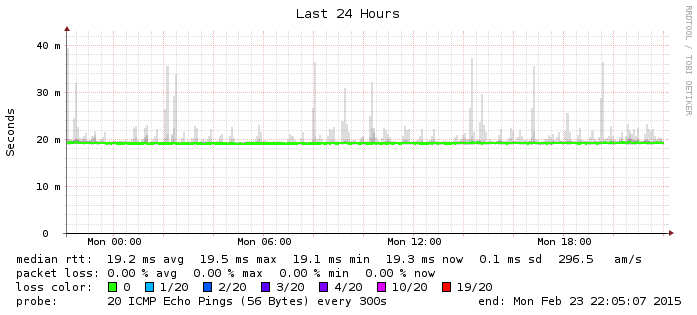 Last 24 Hours
RRDTOOL / TOBI OETIKER
Seconds
40 m
30 m
20 m
10 m
0
Mon 00:00 Mon 06:00 Mon 12:00 Mon 18:00
median rtt: 19.2 ms avg 19.5 ms max 19.1 ms min 19.3 ms now 0.1 ms sd 296.5 am/s
packet loss: 0.00 % avg 0.00 % max 0.00 % min 0.00 % now
loss color: 0 1/20 2/20 3/20 4/20 10/20 19/20
probe: 20 ICMP Echo Pings (56 Bytes) every 300s end: Mon Feb 23 22:05:07 2015